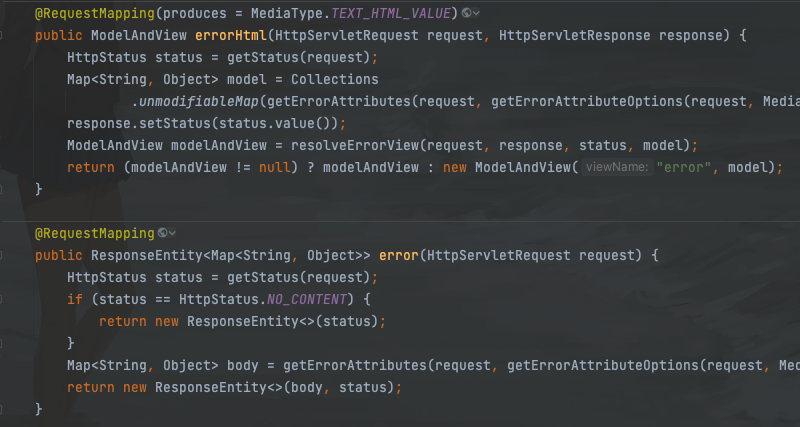 @RequestMapping(produces = MediaType.TEXT_HTML_VALUE)
public ModelAndView errorHtml(HttpServletRequest request, HttpServletResponse response) {
HttpStatus status = getStatus(request);
Map<String, Object> model = Collections
.unmodifiableMap(getErrorAttributes(request, getErrorAttributeOptions(request, Media
response.setStatus(status.value());
ModelAndView modelAndView = resolveErrorView(request, response, status, model);
return (modelAndView != null) ? modelAndView : new ModelAndView( viewName: "error", model);
}
@RequestMapping
public ResponseEntity<Map<String, Object>> error(HttpServletRequest request) {
HttpStatus status = getStatus(request);
if (status == HttpStatus.NO_CONTENT) {
return new ResponseEntity<>(status);
}
Map<String, Object> body = getErrorAttributes(request, getErrorAttributeOptions(request, Med
return new ResponseEntity<>(body, status);
}